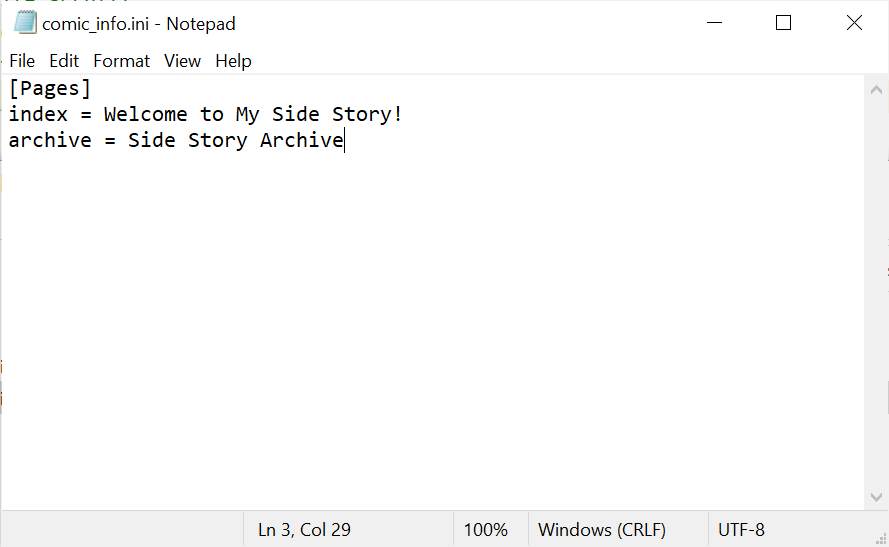 comic_info.ini - Notepad
File Edit Format View Help
[Pages]
index = Welcome to My Side Story!
archive = Side Story Archive
Ln 3, Col 29 100% Windows (CRLF) UTF-8